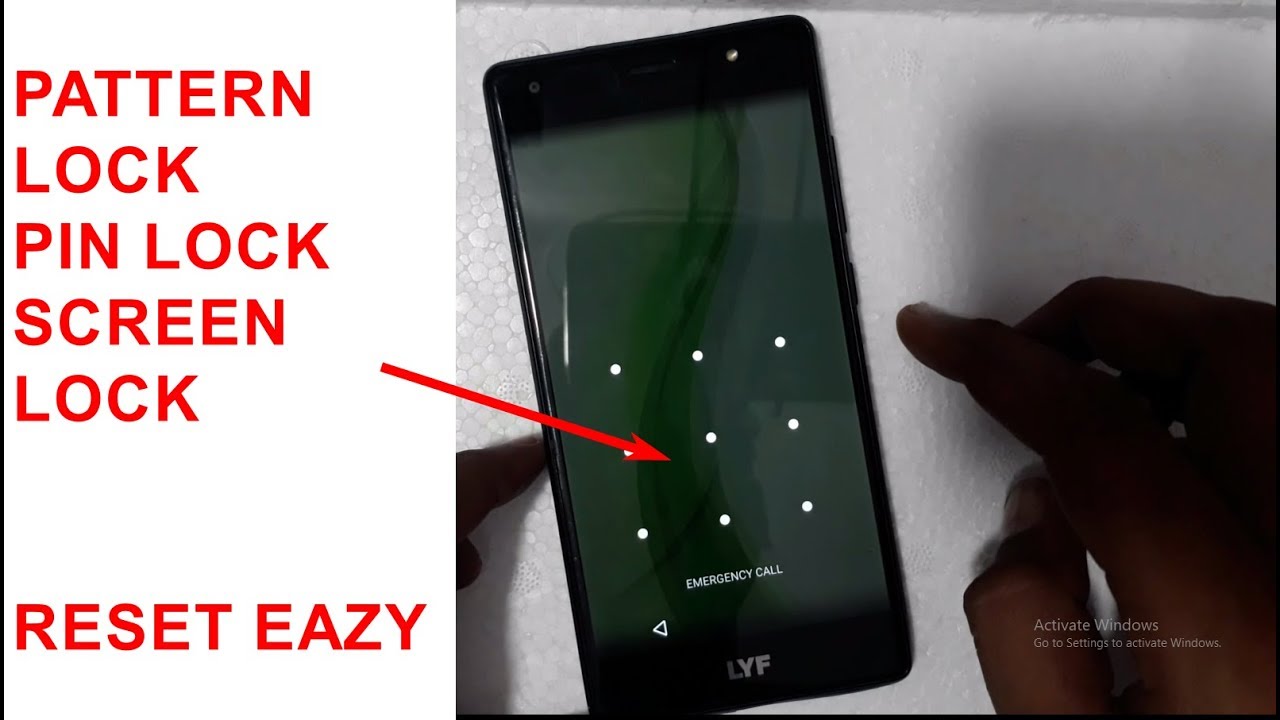 PATTERN
LOCK
PIN LOCK
SCREEN
LOCK
RESET EAZY
EMERGENCY CALL
LYF
Activate Windows
Go to Settings to activate Windows.